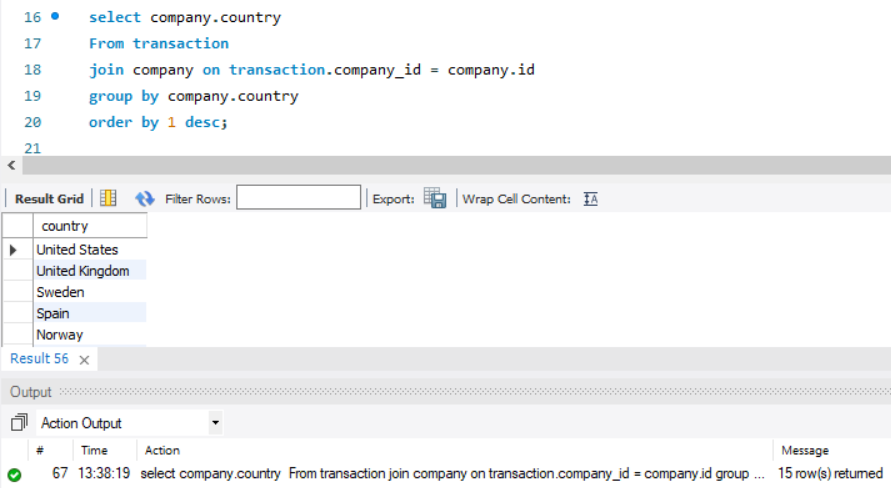 16 select company.country
17 From transaction
18 join company on transaction.company_id = company.id
19 group by company.country
20 order by 1 desc;
21
Result Grid Filter Rows: Export: Wrap Cell Content: IA
country
United States
United Kingdom
Sweden
Spain
Norway
Result 56 ×
Output
Action Output
# Time Action Message
67 13:38:19 select company.country From transaction join company on transaction.company_id = company.id group ... 15 row(s) returned